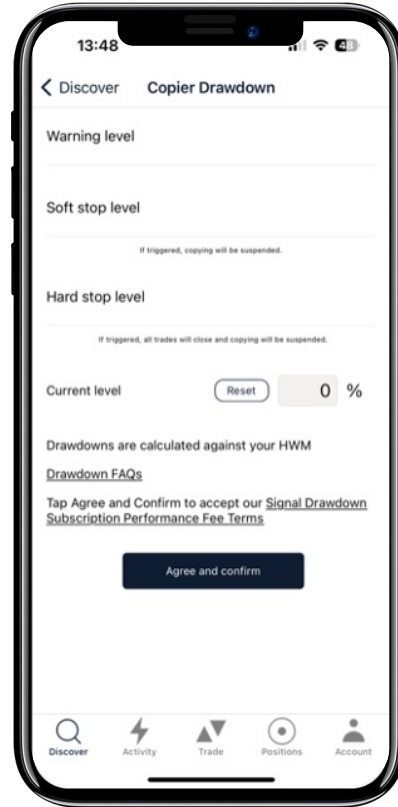 13:48
48
Discover
Copier Drawdown
Warning level
Soft stop level
If triggered, copying will be suspended.
Hard stop level
If triggered, all trades will close and copying will be suspended.
Current level
Reset
0 %
Drawdowns are calculated against your HWM
Drawdown FAQs
Tap Agree and Confirm to accept our Signal Drawdown
Subscription Performance Fee Terms
Agree and confirm
Discover
Activity
Trade
Positions
Account